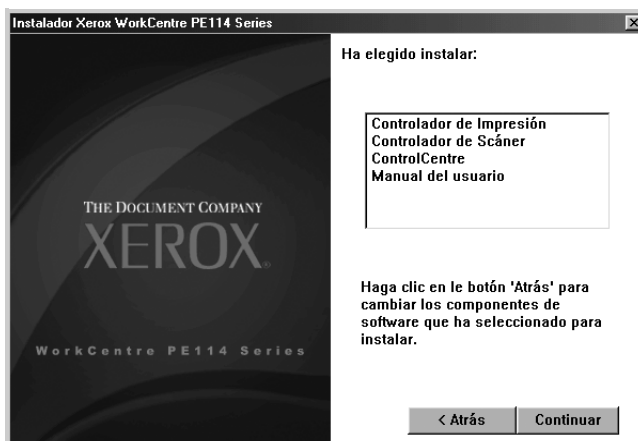 Instalador Xerox WorkCentre PE114 Series
Ha elegido instalar:
Controlador de Impresión
Controlador de Scáner
ControlCentre
Manual del usuario
THE DOCUMENT COMPANY
XEROX®
WorkCentre PE114 Series
Haga clic en le botón 'Atrás' para
cambiar los componentes de
software que ha seleccionado para
instalar.
< Atrás
Continuar